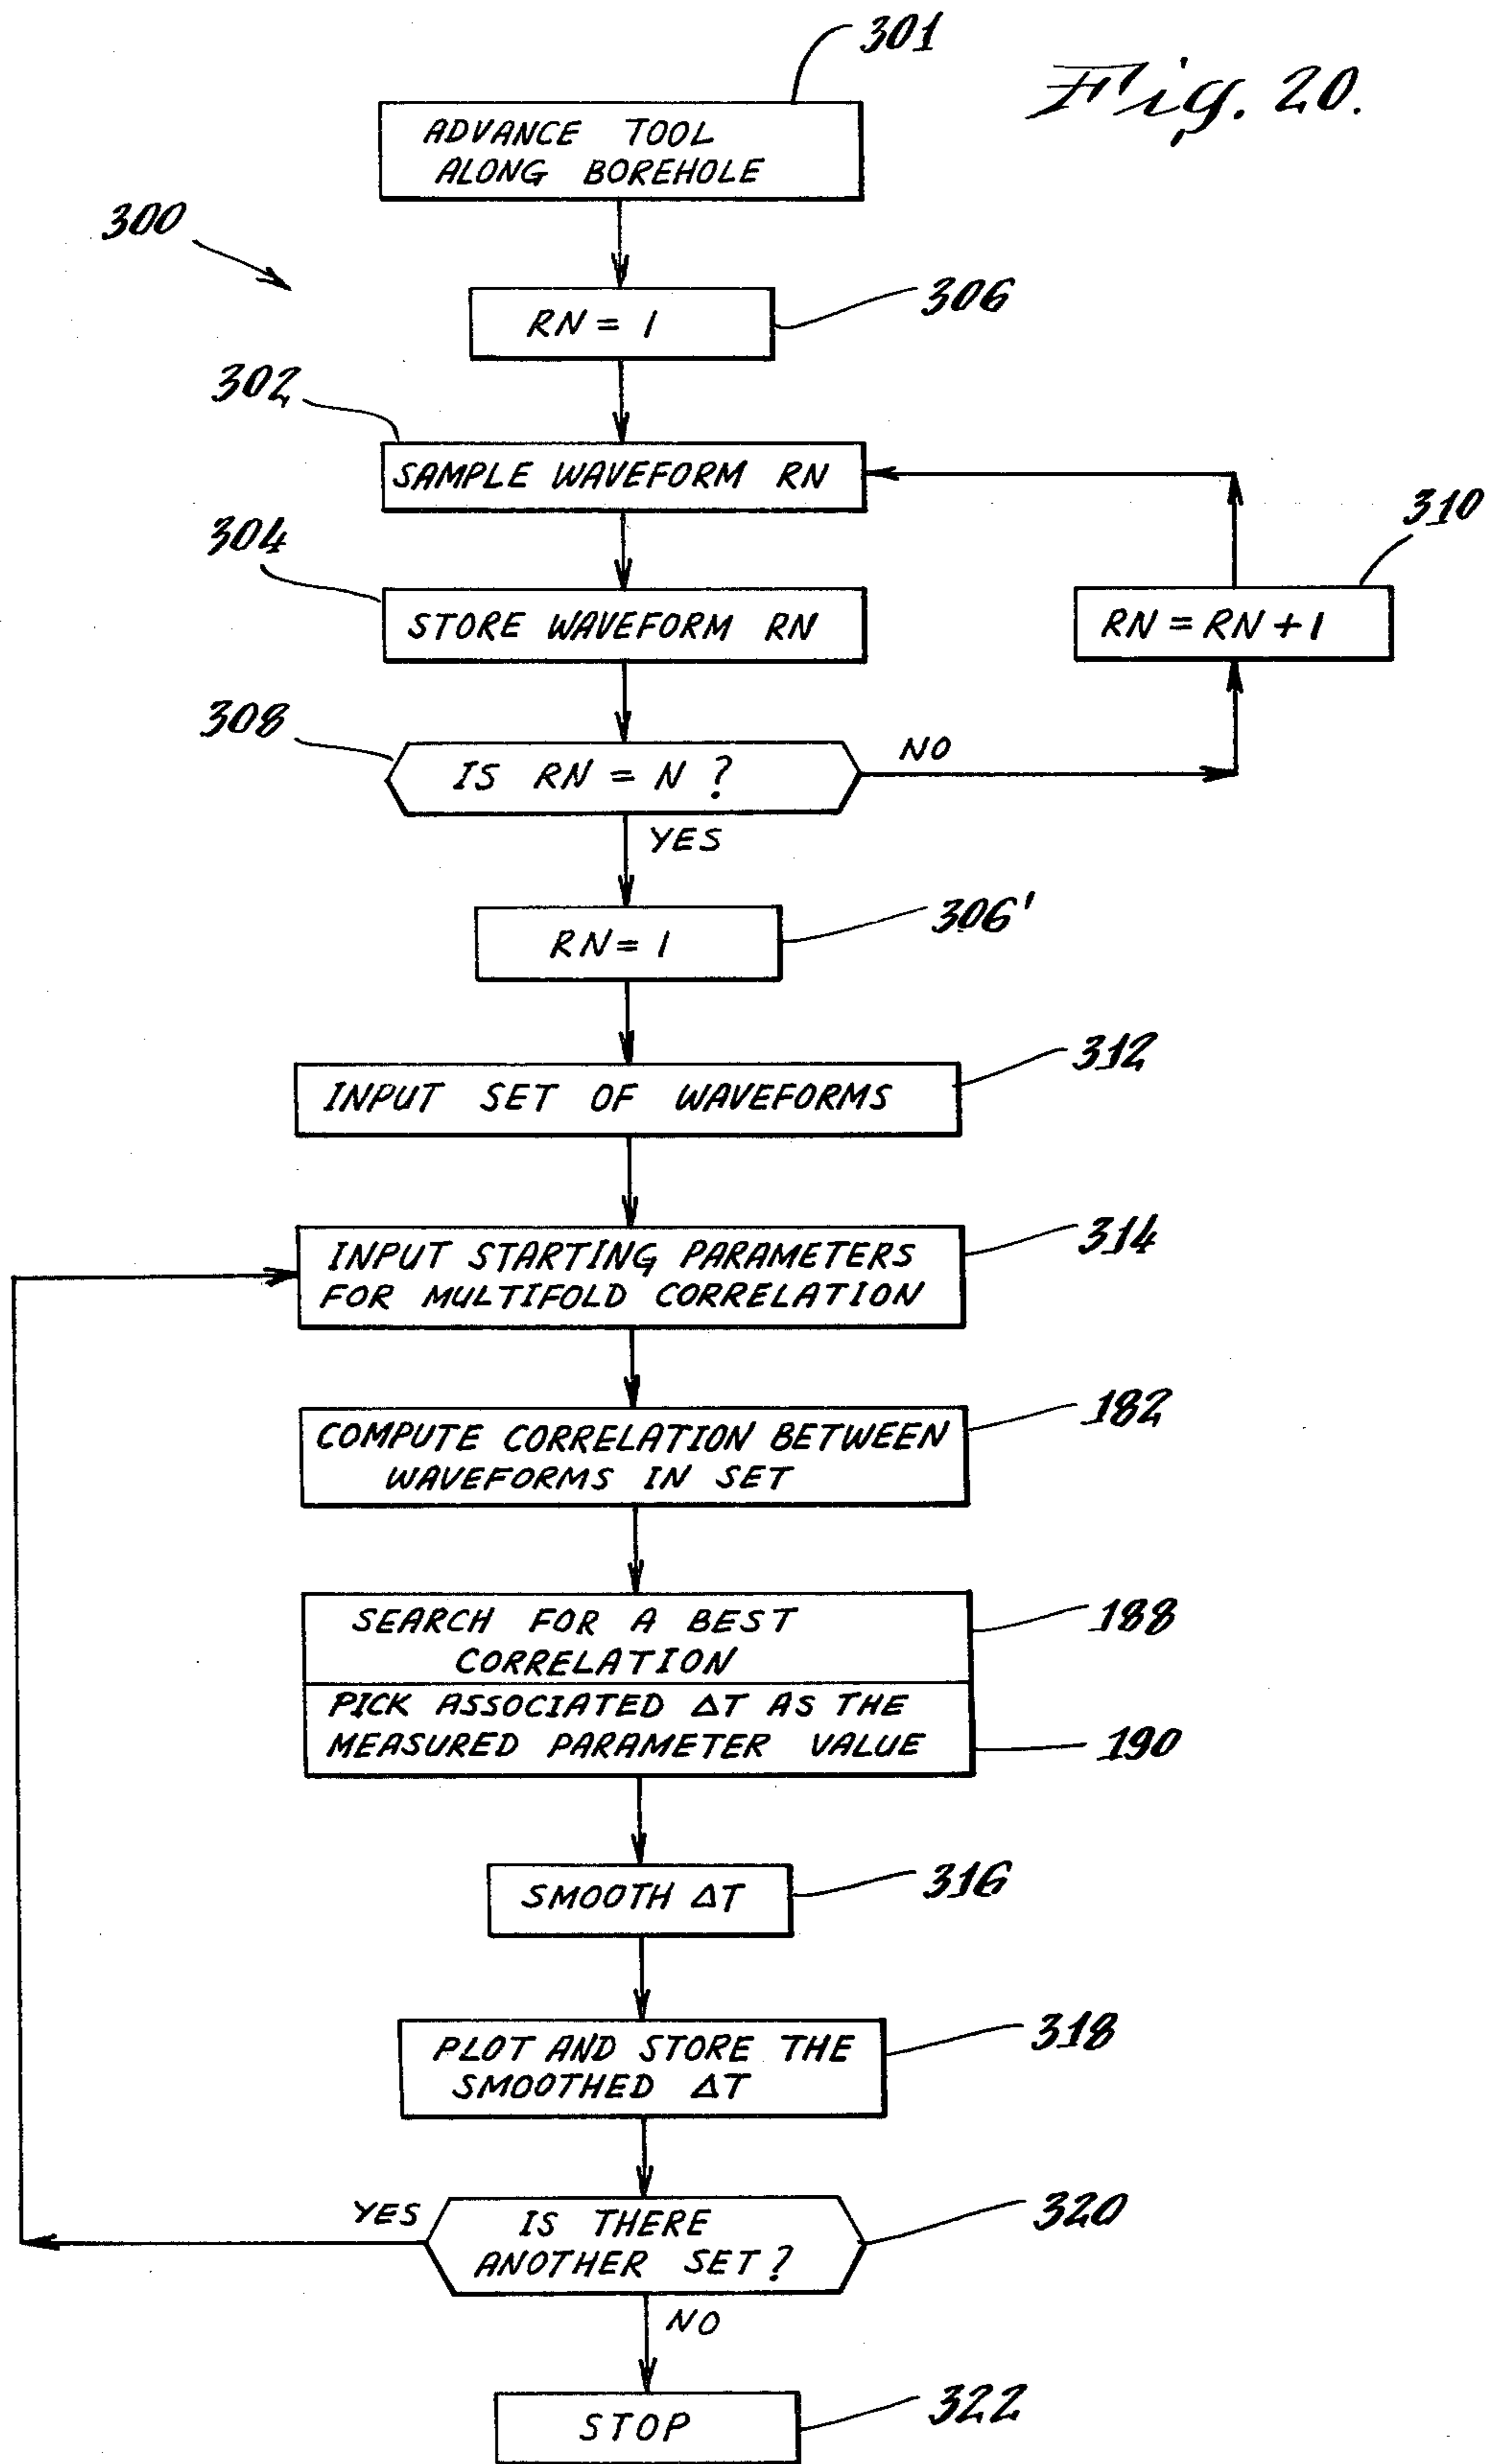 301
Fig. 20.
ADVANCE TOOL
ALONG BOREHOLE
300
306
RN = 1
302
SAMPLE WAVEFORM RN
310
304
STORE WAVEFORM RN
RN = RN + 1
308
IS RN = N ?
NO
YES
306'
RN = 1
312
INPUT SET OF WAVEFORMS
314
INPUT STARTING PARAMETERS
FOR MULTIFOLD CORRELATION
182
COMPUTE CORRELATION BETWEEN
WAVEFORMS IN SET
188
SEARCH FOR A BEST
CORRELATION
PICK ASSOCIATED ΔT AS THE
MEASURED PARAMETER VALUE
190
316
SMOOTH ΔT
318
PLOT AND STORE THE
SMOOTHED ΔT
YES
320
IS THERE
ANOTHER SET?
NO
322
STOP